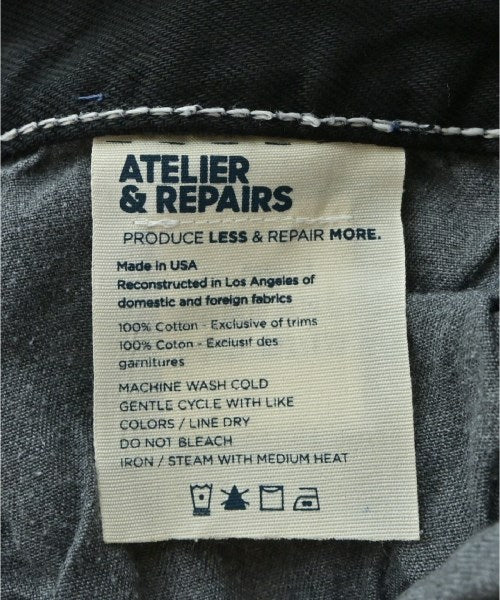 ATELIER
& REPAIRS
PRODUCE LESS & REPAIR MORE.
Made in USA
Reconstructed in Los Angeles of
domestic and foreign fabrics
100% Cotton - Exclusive of trims
100% Coton - Exclusif des
garnitures
MACHINE WASH COLD
GENTLE CYCLE WITH LIKE
COLORS / LINE DRY
DO NOT BLEACH
IRON / STEAM WITH MEDIUM HEAT